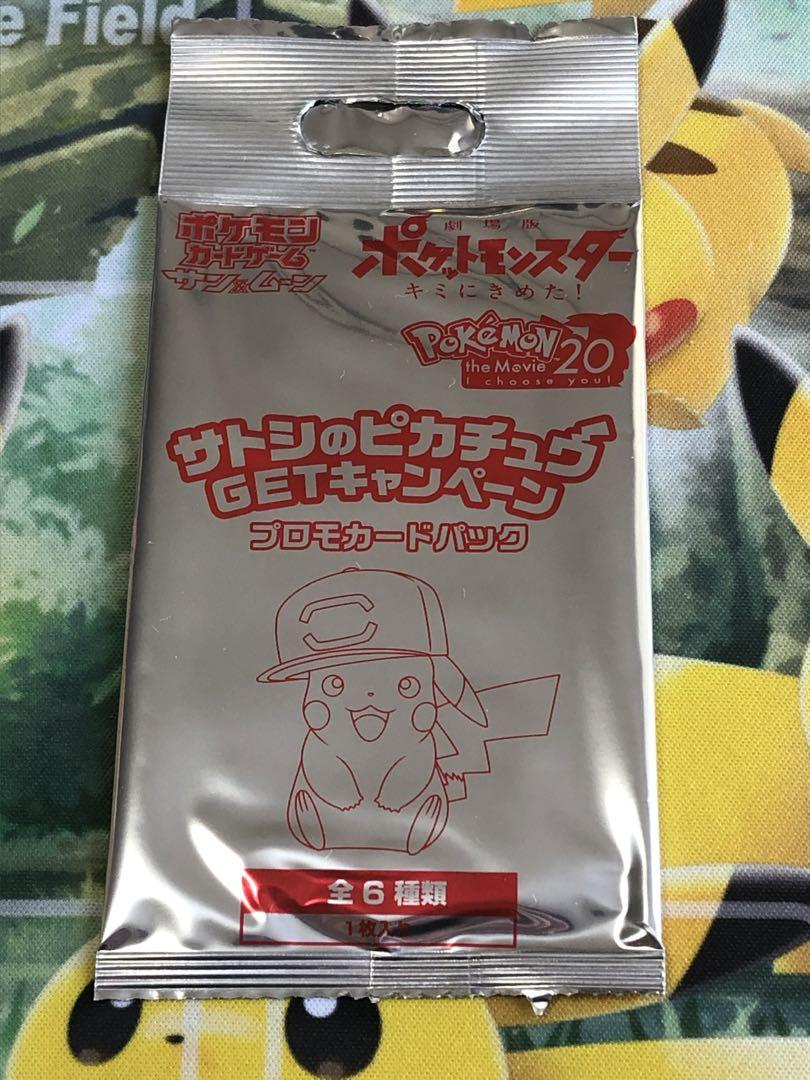 e Field
ポケモン
カードゲーム
サン&ムーン
劇場版
ポケットモンスター
キミにきめた!
POKéMON
the Movie 20
I choose you!
サトシのピカチュウ
GETキャンペーン
プロモカードパック
全6種類
1枚入り